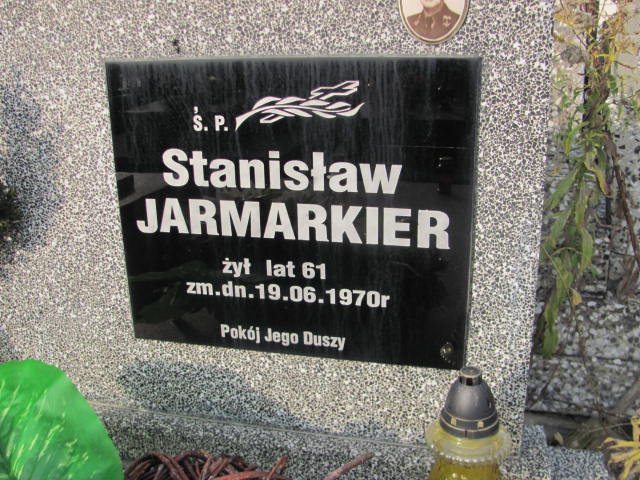 Ś. P.
Stanisław
JARMARKIER
żył lat 61
zm.dn.19.06.1970r
Pokój Jego Duszy